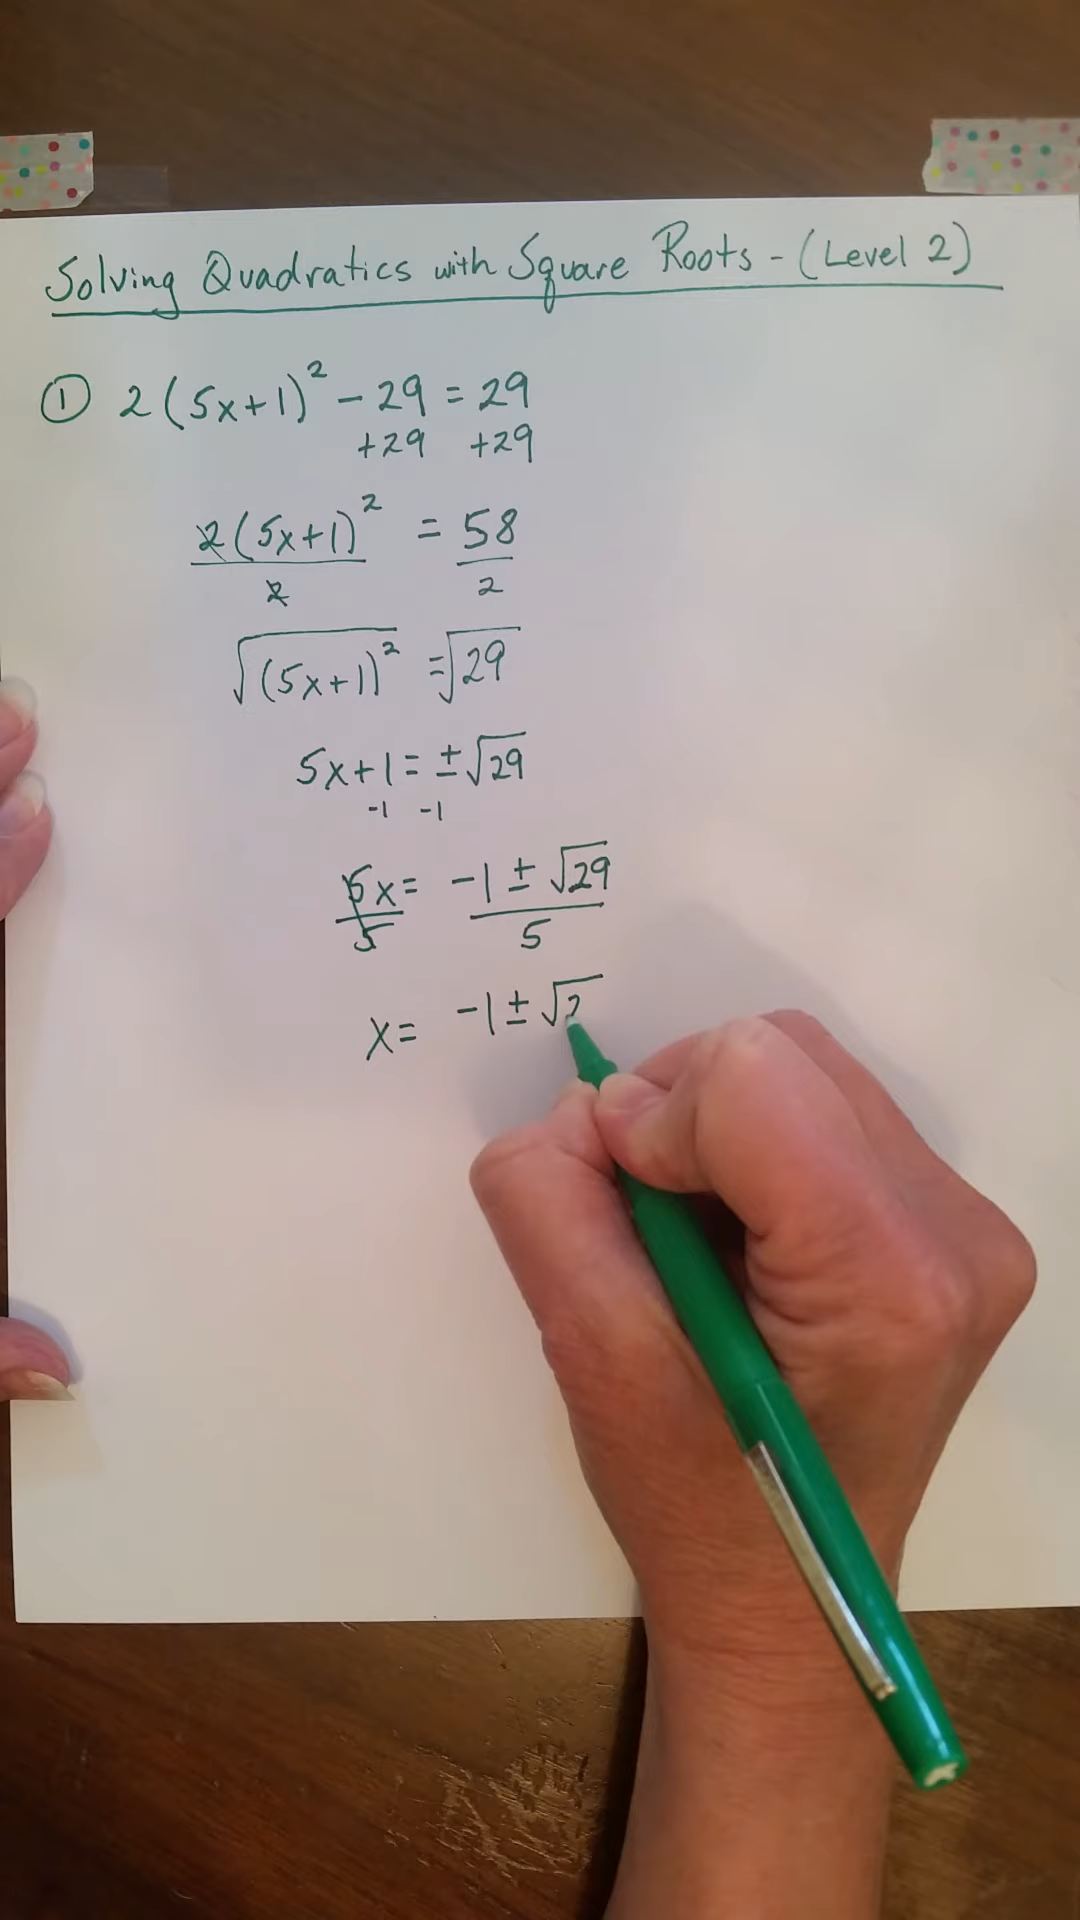 Solving Quadratics with Square Roots - (Level 2)
① 2(5x+1)² - 29 = 29
+29 +29
2(5x+1)² = 58
2 2
√(5x+1)² = √29
5x+1 = ±√29
-1 -1
5x = -1 ± √29
5 5
x = -1 ± √2